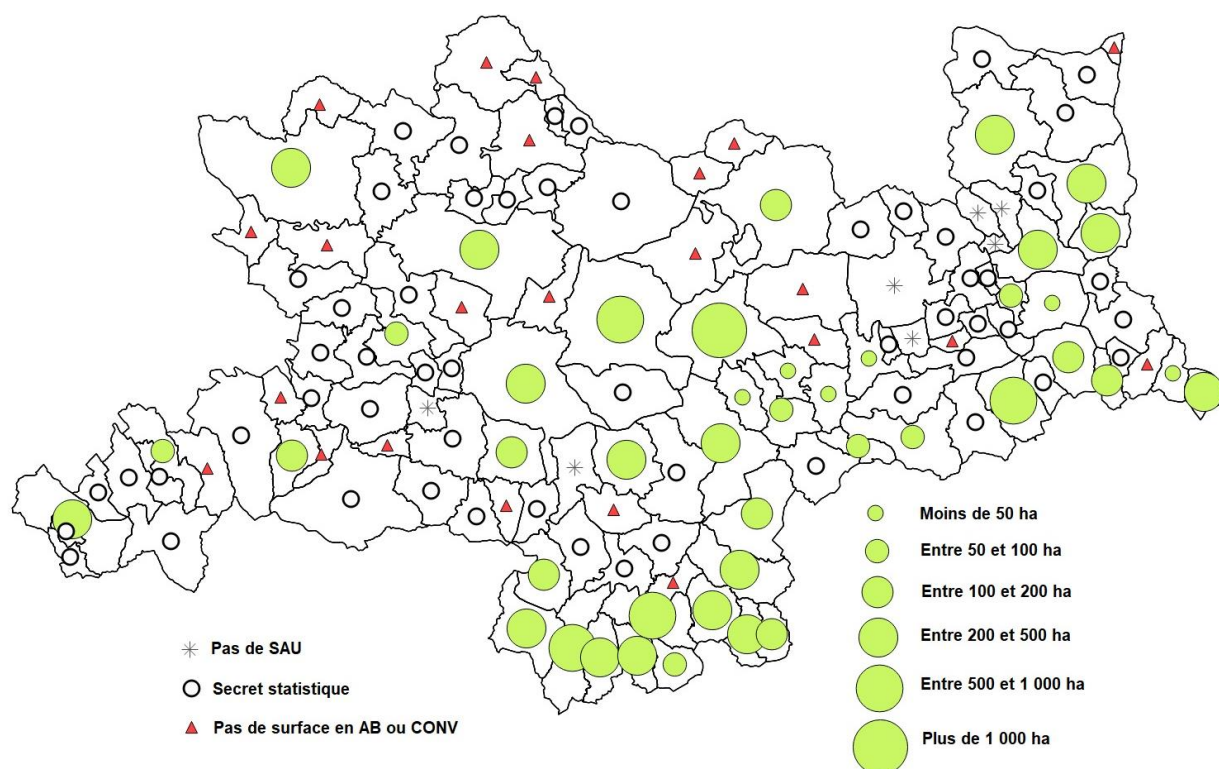 Moins de 50 ha
Entre 50 et 100 ha
Entre 100 et 200 ha
Entre 200 et 500 ha
Entre 500 et 1 000 ha
Plus de 1 000 ha
Pas de SAU
Secret statistique
Pas de surface en AB ou CONV